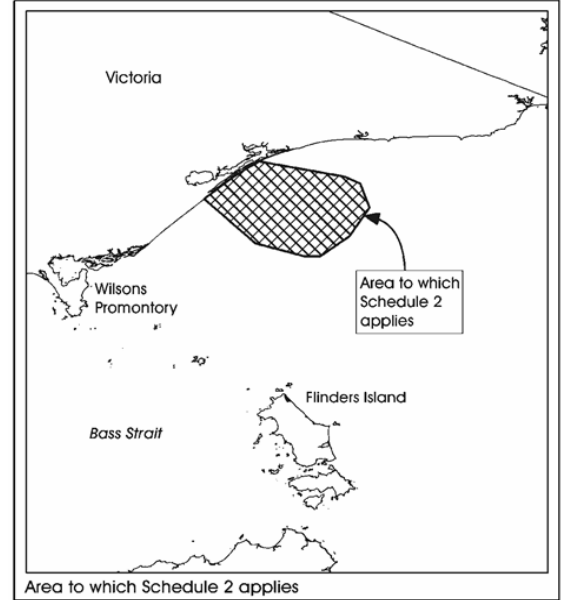 Victoria
Wilsons
Promontory
Area to which
Schedule 2
applies
Flinders Island
Bass Strait
Area to which Schedule 2 applies